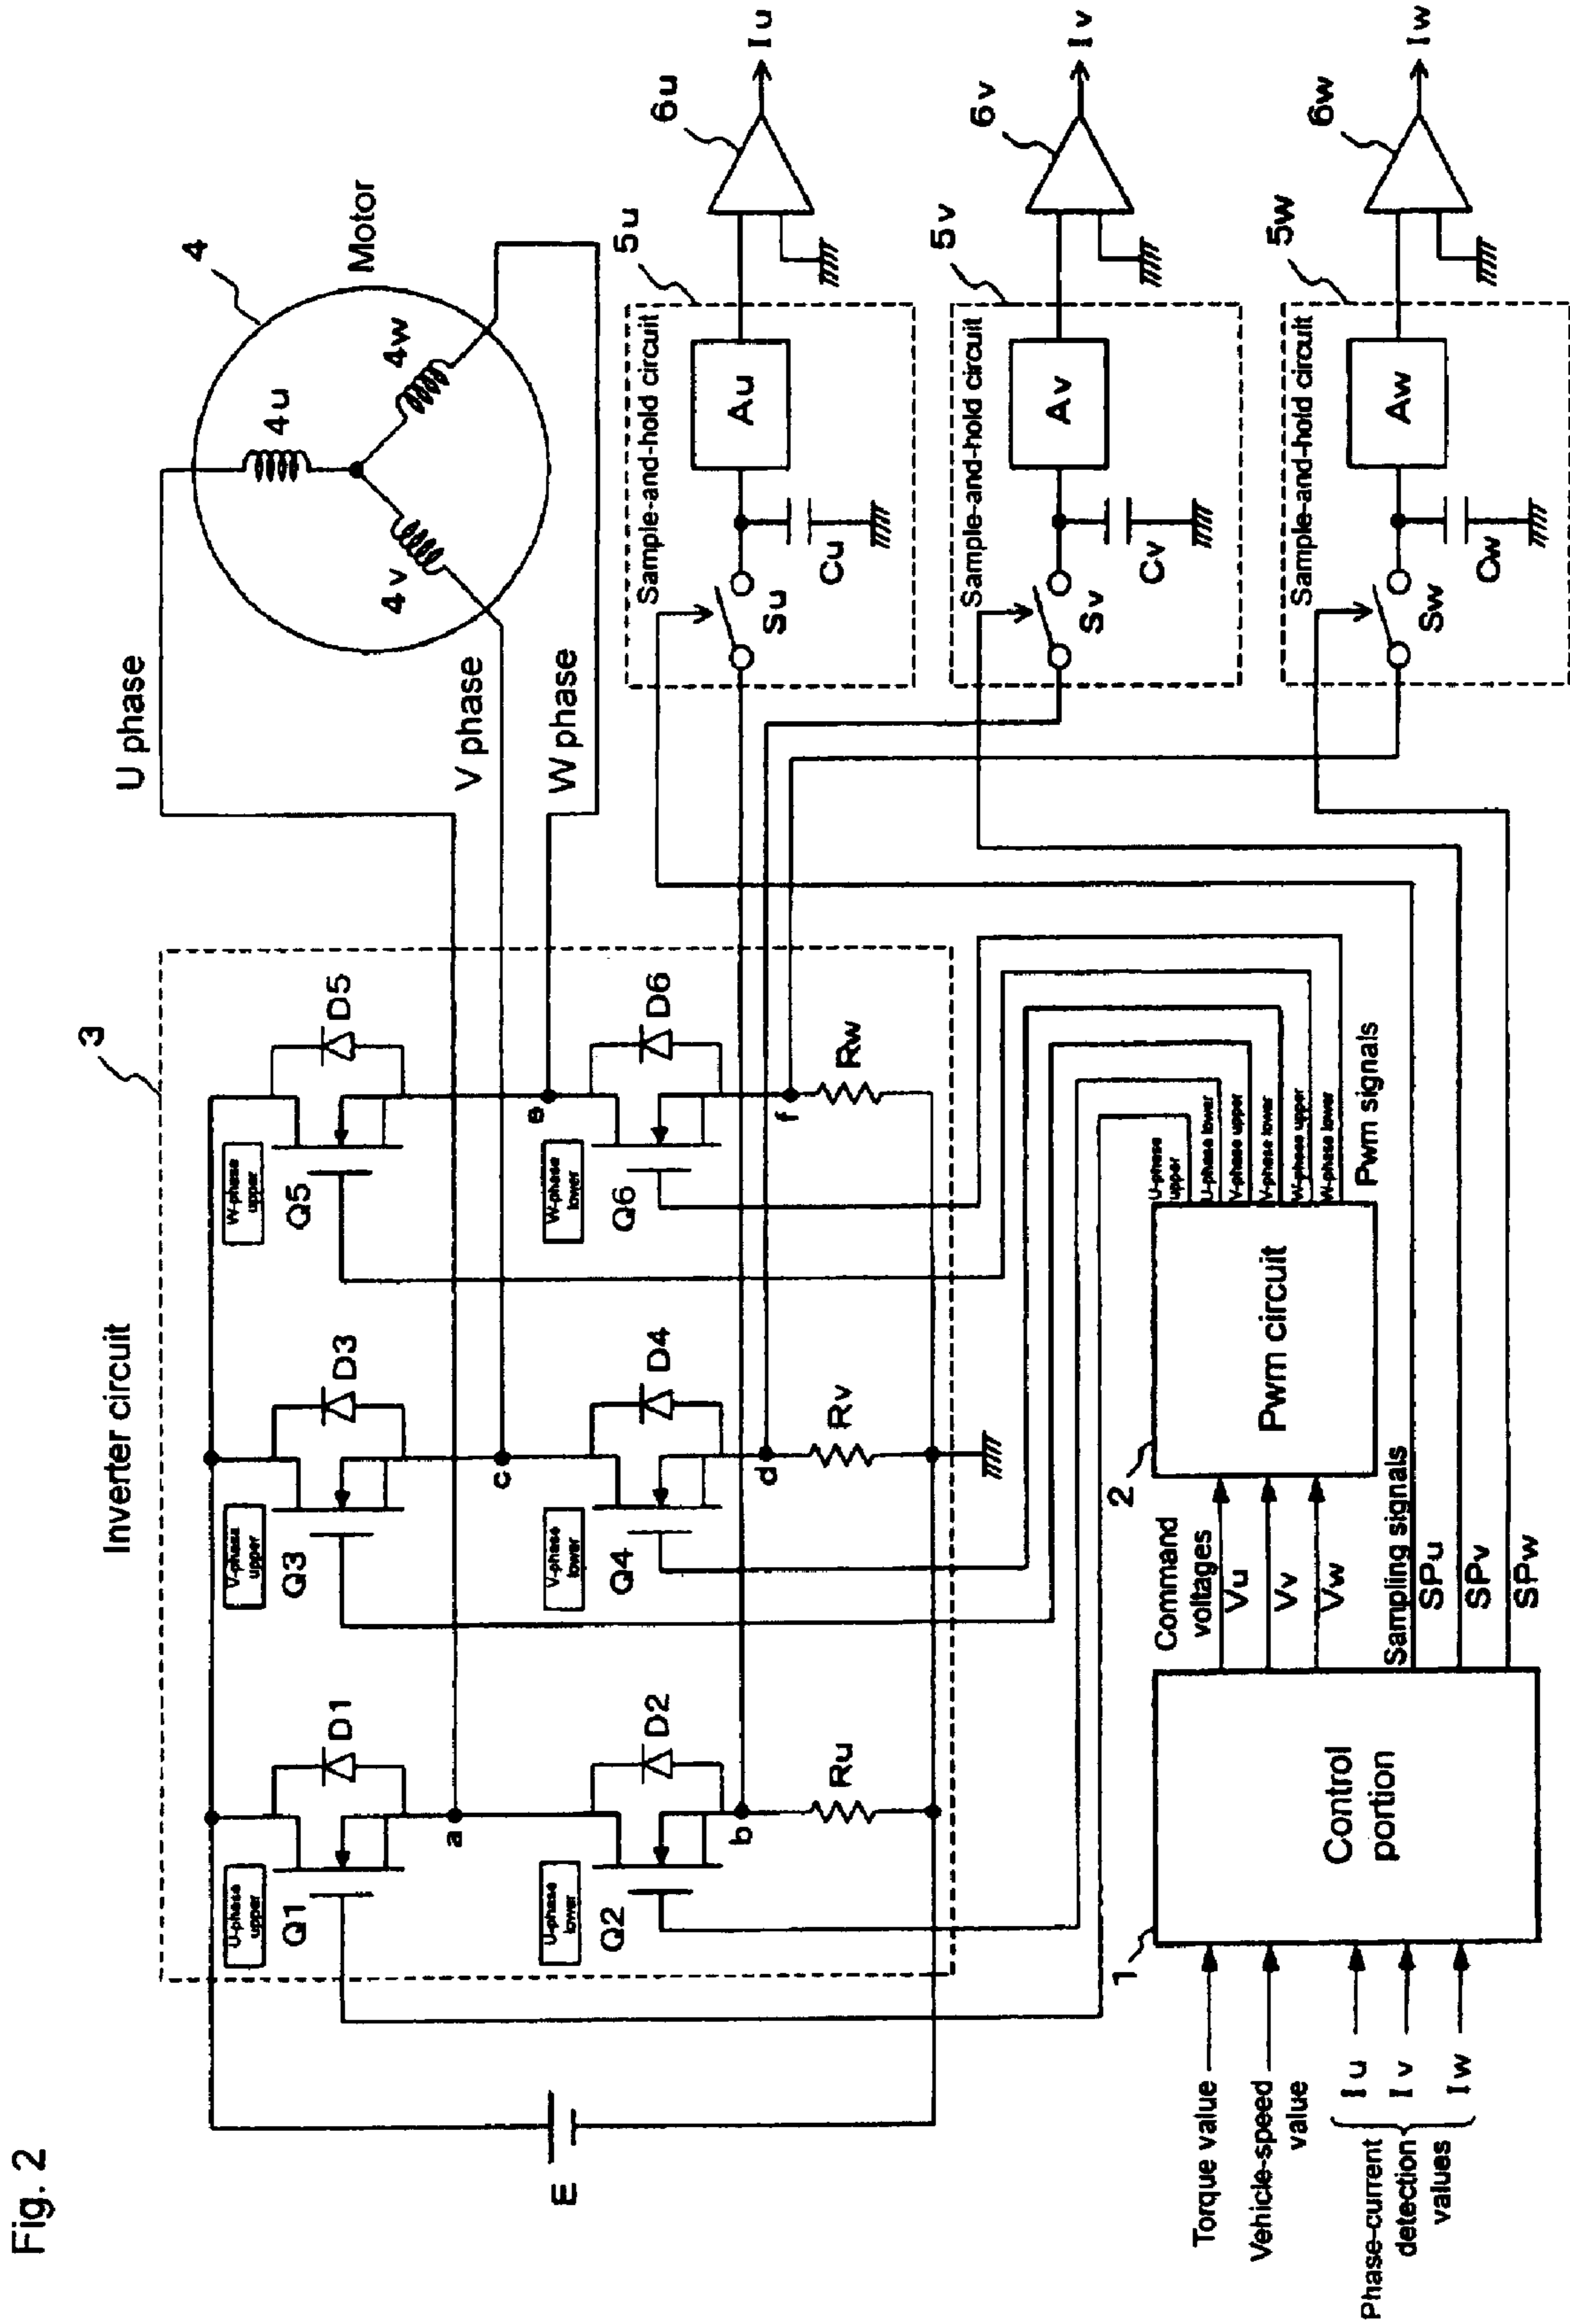 Fig. 2
Inverter circuit
3
U phase
V phase
W phase
4
Motor
4u
4v
4w
U-phase
upper
Q1
D1
V-phase
upper
Q3
D3
W-phase
upper
Q5
D5
a
c
e
E
U-phase
lower
Q2
D2
V-phase
lower
Q4
D4
W-phase
lower
Q6
D6
b
d
f
Ru
Rv
Rw
Sample-and-hold circuit
5u
Su
Cu
Au
6u
Iu
Sample-and-hold circuit
5v
Sv
Cv
Av
6v
Iv
Sample-and-hold circuit
5w
Sw
Cw
Aw
6w
Iw
Torque value
Vehicle-speed
value
Phase-current
detection
values
Iu
Iv
Iw
1
Control
portion
Command
voltages
Vu
Vv
Vw
Sampling signals
SPu
SPv
SPw
2
Pwm circuit
U-phase
upper
U-phase lower
V-phase upper
V-phase lower
W-phase upper
W-phase lower
Pwm signals